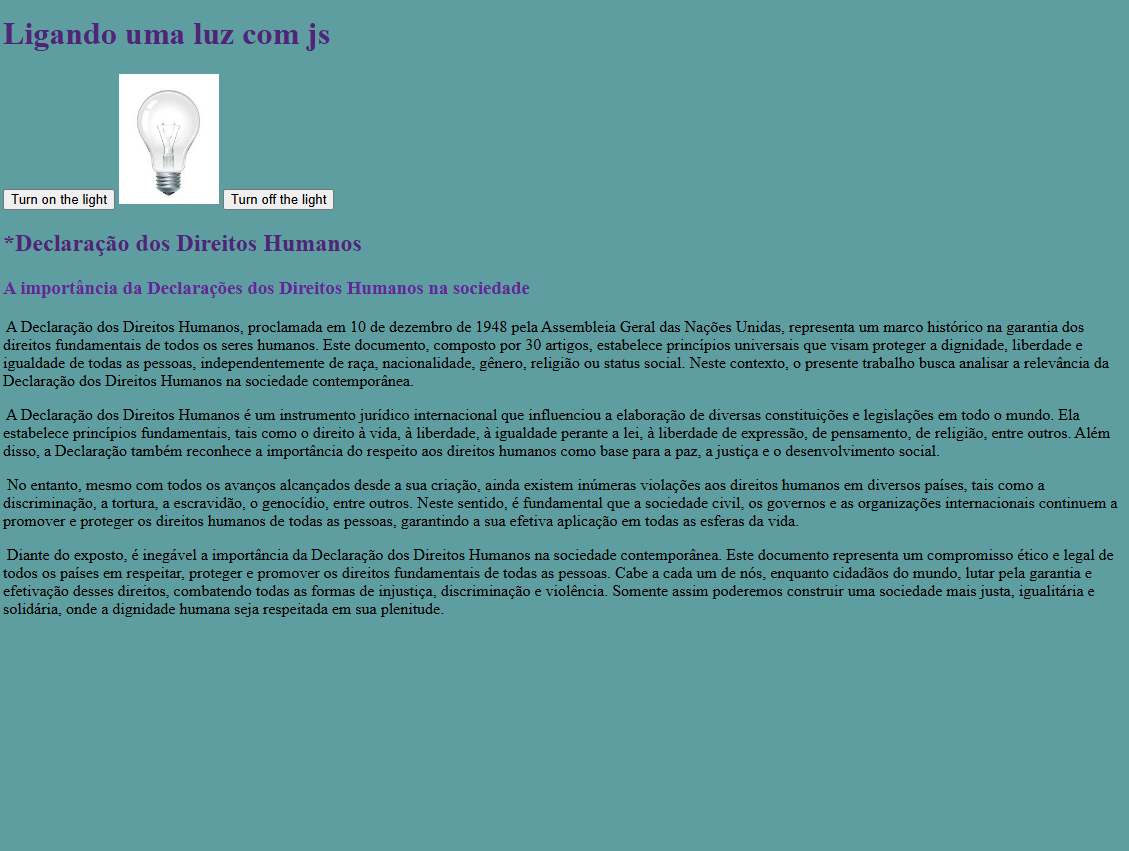 Ligando uma luz com js
Turn on the light
Turn off the light
*Declaração dos Direitos Humanos
A importância da Declarações dos Direitos Humanos na sociedade
A Declaração dos Direitos Humanos, proclamada em 10 de dezembro de 1948 pela Assembleia Geral das Nações Unidas, representa um marco histórico na garantia dos
direitos fundamentais de todos os seres humanos. Este documento, composto por 30 artigos, estabelece princípios universais que visam proteger a dignidade, liberdade e
igualdade de todas as pessoas, independentemente de raça, nacionalidade, gênero, religião ou status social. Neste contexto, o presente trabalho busca analisar a relevância da
Declaração dos Direitos Humanos na sociedade contemporânea.
A Declaração dos Direitos Humanos é um instrumento jurídico internacional que influenciou a elaboração de diversas constituições e legislações em todo o mundo. Ela
estabelece princípios fundamentais, tais como o direito à vida, à liberdade, à igualdade perante a lei, à liberdade de expressão, de pensamento, de religião, entre outros. Além
disso, a Declaração também reconhece a importância do respeito aos direitos humanos como base para a paz, a justiça e o desenvolvimento social.
No entanto, mesmo com todos os avanços alcançados desde a sua criação, ainda existem inúmeras violações aos direitos humanos em diversos países, tais como a
discriminação, a tortura, a escravidão, o genocídio, entre outros. Neste sentido, é fundamental que a sociedade civil, os governos e as organizações internacionais continuem a
promover e proteger os direitos humanos de todas as pessoas, garantindo a sua efetiva aplicação em todas as esferas da vida.
Diante do exposto, é inegável a importância da Declaração dos Direitos Humanos na sociedade contemporânea. Este documento representa um compromisso ético e legal de
todos os países em respeitar, proteger e promover os direitos fundamentais de todas as pessoas. Cabe a cada um de nós, enquanto cidadãos do mundo, lutar pela garantia e
efetivação desses direitos, combatendo todas as formas de injustiça, discriminação e violência. Somente assim poderemos construir uma sociedade mais justa, igualitária e
solidária, onde a dignidade humana seja respeitada em sua plenitude.